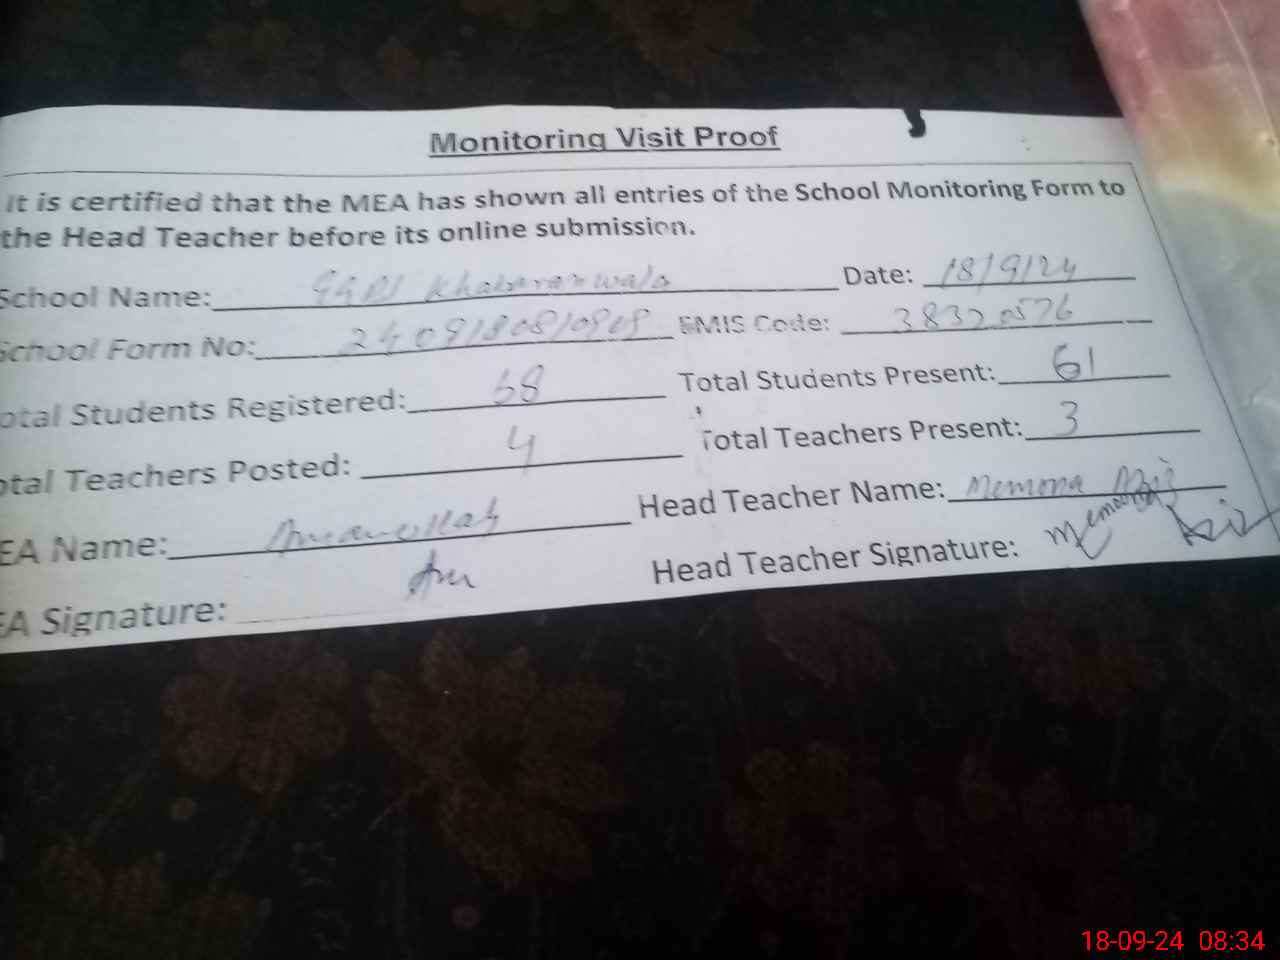 Monitoring Visit Proof
It is certified that the MEA has shown all entries of the School Monitoring Form to
the Head Teacher before its online submission.
School Name: Date: 18/9/24
School Form No: EMIS Code: 38320576
otal Students Registered: 68 Total Students Present: 61
otal Teachers Posted: 4 Total Teachers Present: 3
EA Name: Head Teacher Name: Memona
EA Signature: Head Teacher Signature: Memoona
18-09-24 08:34